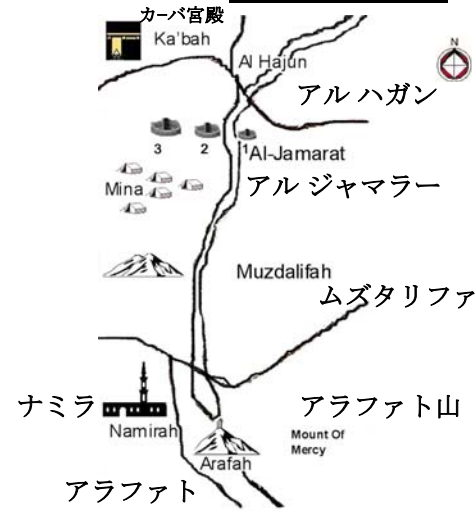 カーバ宮殿
Ka'bah
N
Al Hajun
アル ハガン
3 2 1
Al-Jamarat
アル ジャマラー
Mina
Muzdalifah
ムズタリファ
ナミラ
Namirah
アラファト山
Mount Of
Mercy
Arafah
アラファト